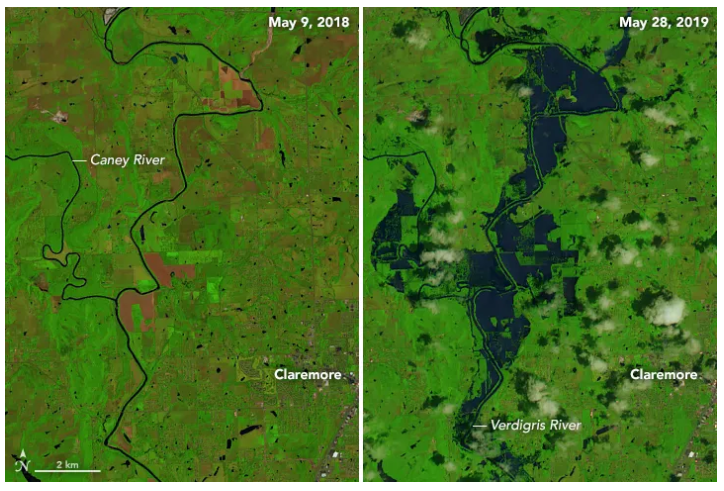 May 9, 2018
May 28, 2019
Caney River
Claremore
Claremore
Verdigris River
N
2 km